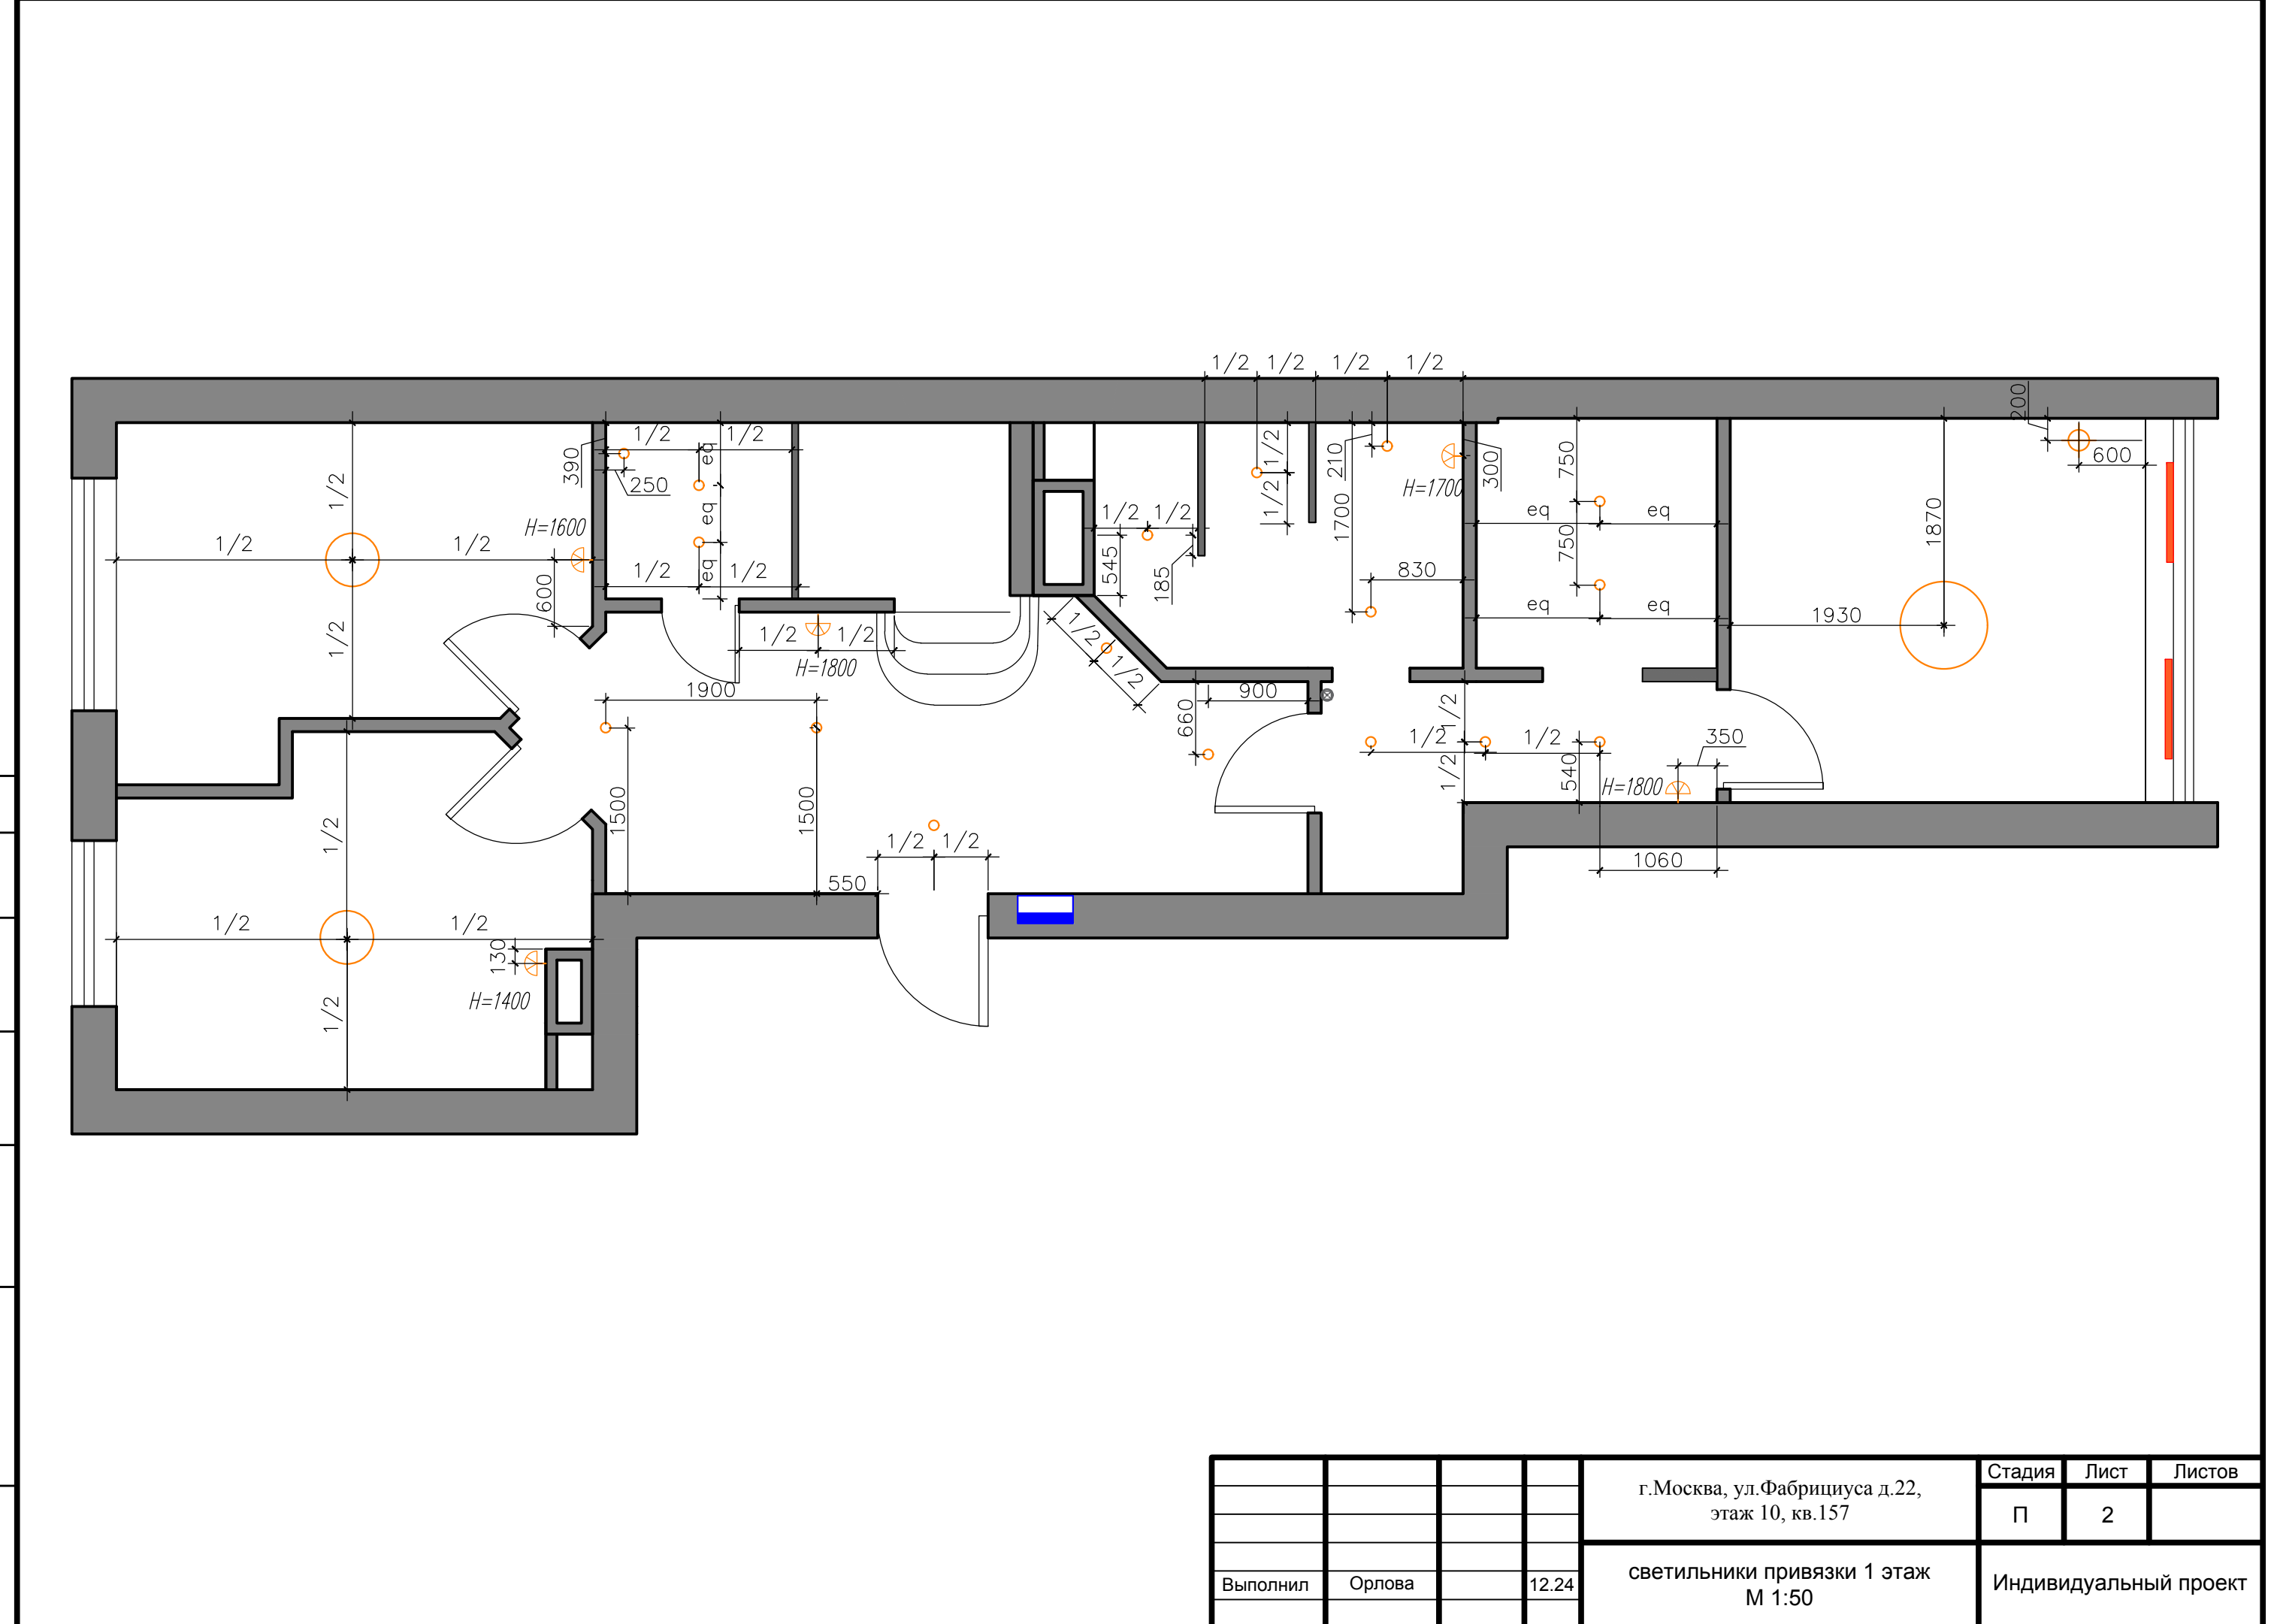 1/2 1/2 1/2 1/2
200
1/2 1/2
eq
390
250
1/2
1/2
210
300
750
600
H=1700
1/2
eq
1/2
1700
eq eq
1870
H=1600
1/2 1/2
1/2 1/2
eq
545
185
750
600
1/2 1/2
eq
830
eq eq
1930
1/2
1/2 1/2
H=1800
1/2
1/2
1900
900
660
1/2
1/2 1/2
1/2
350
540
H=1800
1/2
1500
1500
1/2 1/2
550
1060
1/2 1/2
130
H=1400
1/2
г.Москва, ул.Фабрициуса д.22,
этаж 10, кв.157
Стадия Лист Листов
П 2
Выполнил Орлова 12.24
светильники привязки 1 этаж
М 1:50
Индивидуальный проект